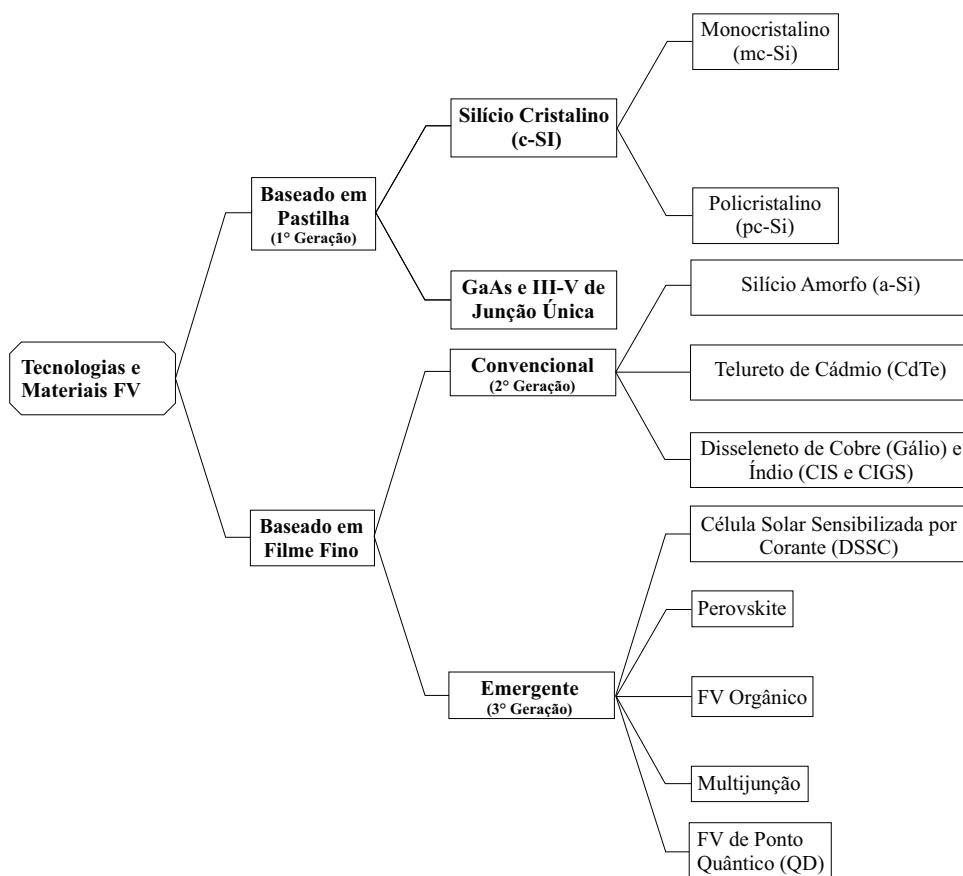 Tecnologias e
Materiais FV
Baseado em
Pastilha
(1° Geração)
Silício Cristalino
(c-SI)
Monocristalino
(mc-Si)
Policristalino
(pc-Si)
GaAs e III-V de
Junção Única
Baseado em
Filme Fino
Convencional
(2° Geração)
Silício Amorfo (a-Si)
Telureto de Cádmio (CdTe)
Disseleneto de Cobre (Gálio) e
Índio (CIS e CIGS)
Emergente
(3° Geração)
Célula Solar Sensibilizada por
Corante (DSSC)
Perovskite
FV Orgânico
Multijunção
FV de Ponto
Quântico (QD)